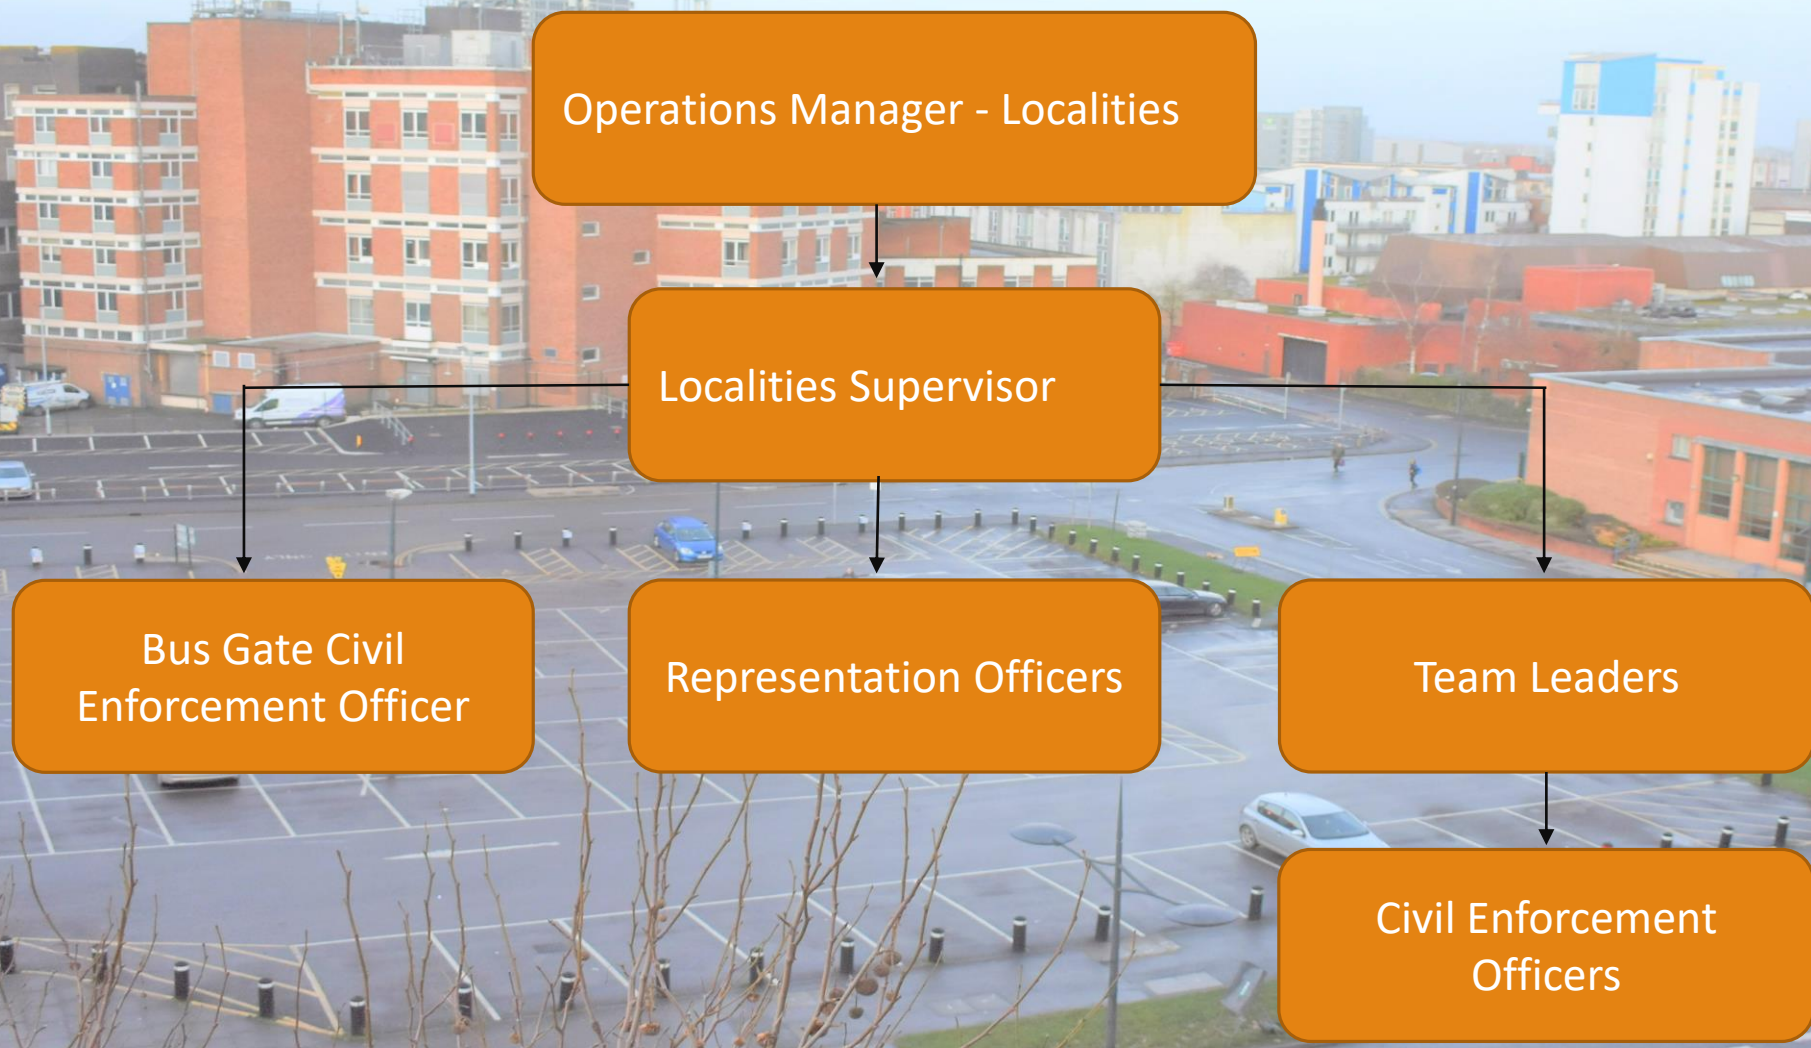 Operations Manager - Localities
Localities Supervisor
Bus Gate Civil
Enforcement Officer
Representation Officers
Team Leaders
Civil Enforcement
Officers